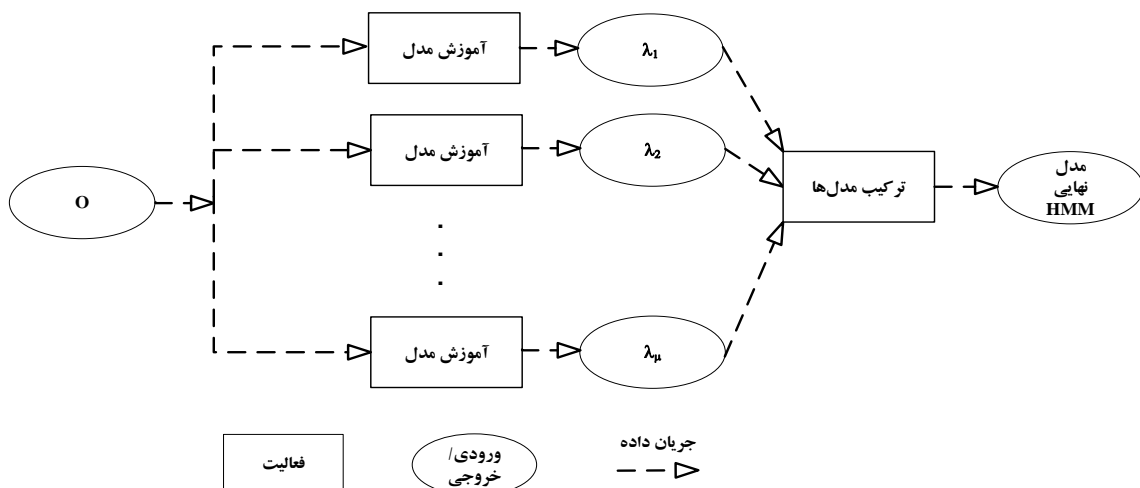 آموزش مدل
λ1
آموزش مدل
λ2
O
ترکیب مدل‌ها
مدل
نهایی
HMM
.
.
.
آموزش مدل
λμ
فعالیت
ورودی/
خروجی
جریان داده